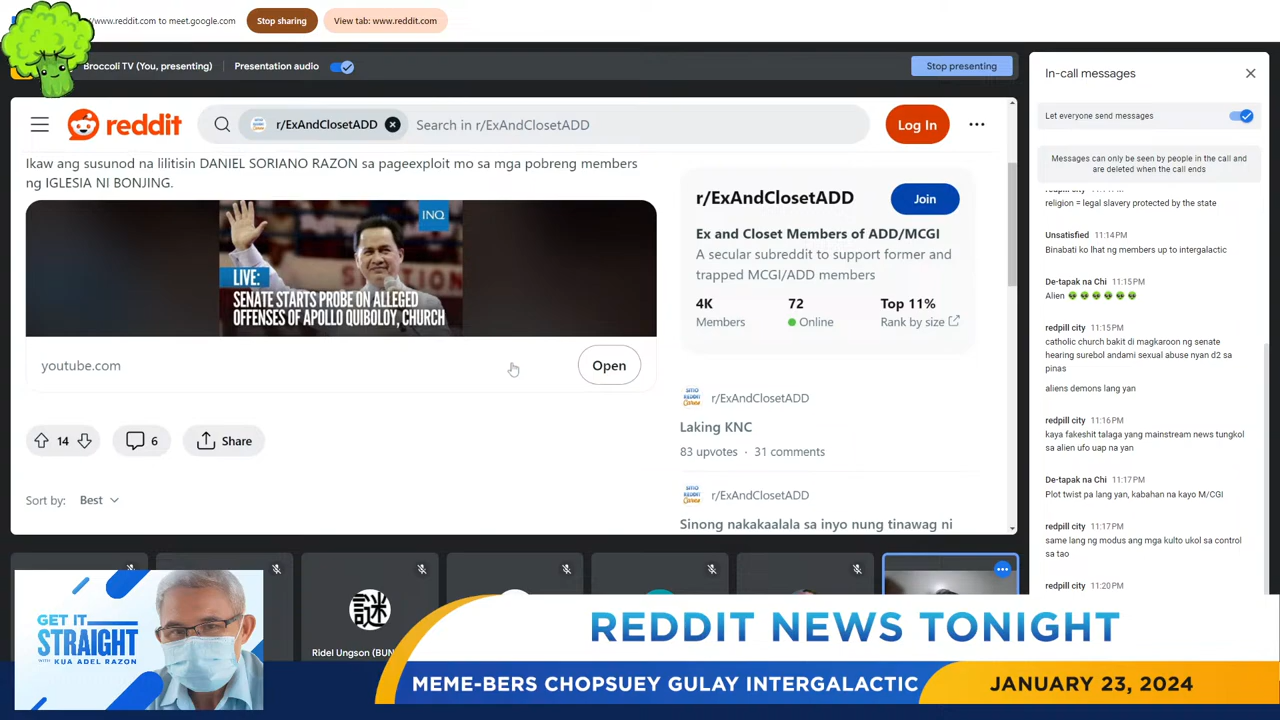 //www.reddit.com to meet.google.com
Stop sharing
View tab: www.reddit.com
Broccoli TV (You, presenting)
Presentation audio
Stop presenting
reddit
r/ExAndClosetADD
Search in r/ExAndClosetADD
Log In
Ikaw ang susunod na lilitisin DANIEL SORIANO RAZON sa pageexploit mo sa mga pobreng members
ng IGLESIA NI BONJING.
INQ
LIVE:
SENATE STARTS PROBE ON ALLEGED
OFFENSES OF APOLLO QUIBOLOY, CHURCH
youtube.com
Open
14
6
Share
Sort by:
Best
r/ExAndClosetADD
Join
Ex and Closet Members of ADD/MCGI
A secular subreddit to support former and
trapped MCGI/ADD members
4K
72
Top 11%
Members
Online
Rank by size
r/ExAndClosetADD
Laking KNC
83 upvotes · 31 comments
r/ExAndClosetADD
Sinong nakakaalala sa inyo nung tinawag ni
In-call messages
Let everyone send messages
Messages can only be seen by people in the call and
are deleted when the call ends
religion = legal slavery protected by the state
Unsatisfied 11:14PM
Binabati ko lhat ng members up to intergalactic
De-tapak na Chi 11:15PM
Alien 👽👽👽👽👽👽
redpill city 11:15PM
catholic church bakit di magkaroon ng senate
hearing surebol andami sexual abuse nyan d2 sa
pinas
aliens demons lang yan
redpill city 11:16PM
kaya fakeshit talaga yang mainstream news tungkol
sa alien ufo uap na yan
De-tapak na Chi 11:17PM
Plot twist pa lang yan, kabahan na kayo M/CGI
redpill city 11:17PM
same lang ng modus ang mga kulto ukol sa control
sa tao
redpill city 11:20PM
謎
Ridel Ungson (BUN
GET IT
STRAIGHT
WITH KUA ADEL RAZON
REDDIT NEWS TONIGHT
MEME-BERS CHOPSUEY GULAY INTERGALACTIC
JANUARY 23, 2024